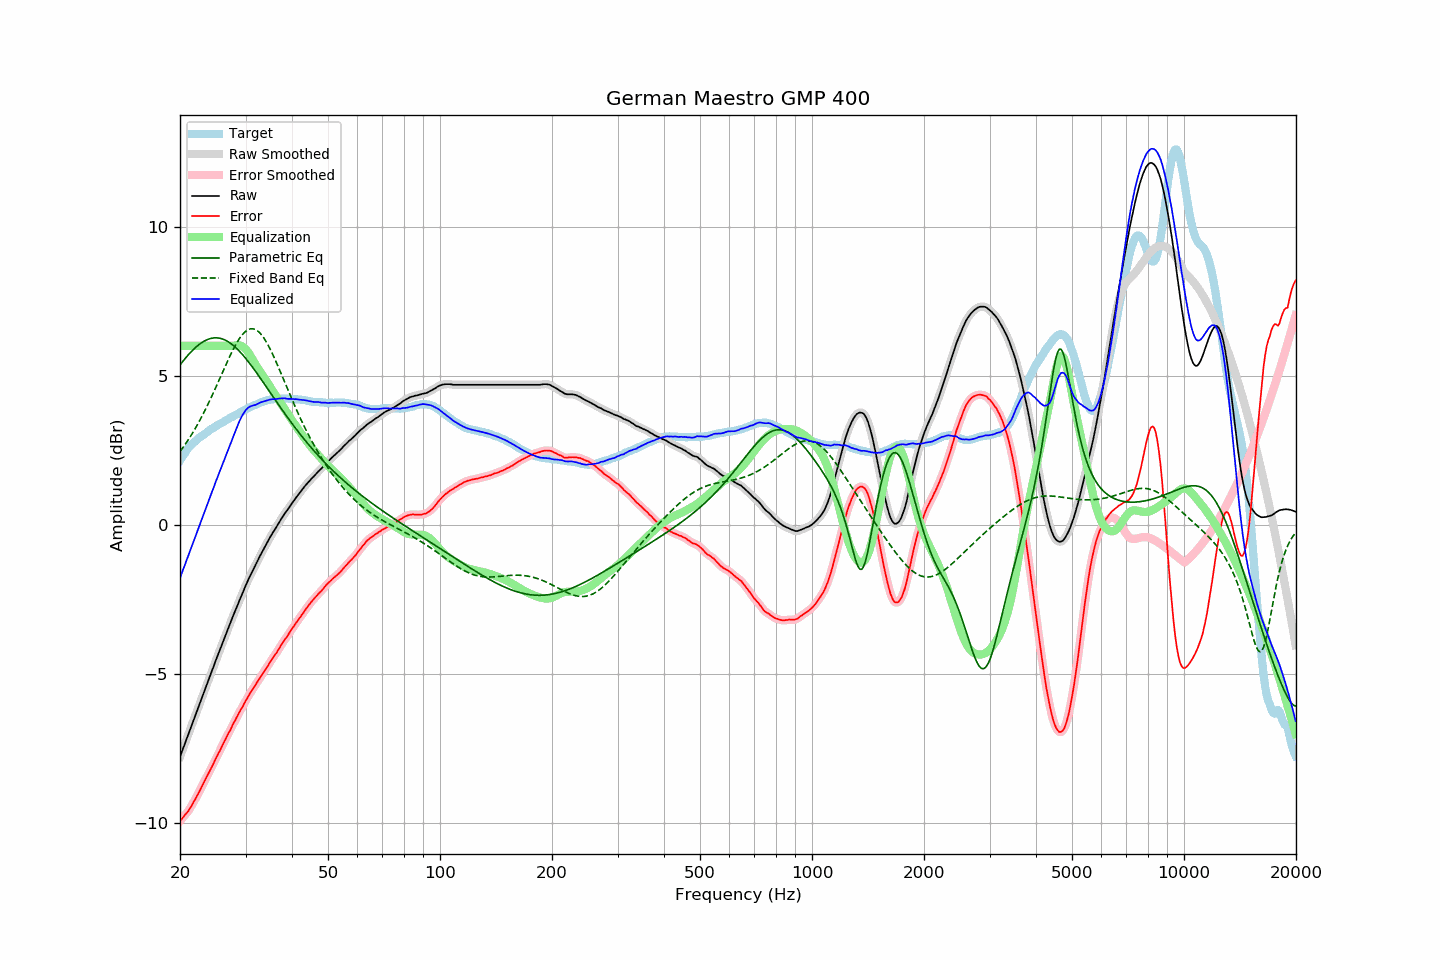 German Maestro GMP 400
Target
Raw Smoothed
Error Smoothed
Raw
Error
Equalization
Parametric Eq
Fixed Band Eq
Equalized
Amplitude (dBr)
10
5
0
−5
−10
20 50 100 200 500 1000 2000 5000 10000 20000
Frequency (Hz)